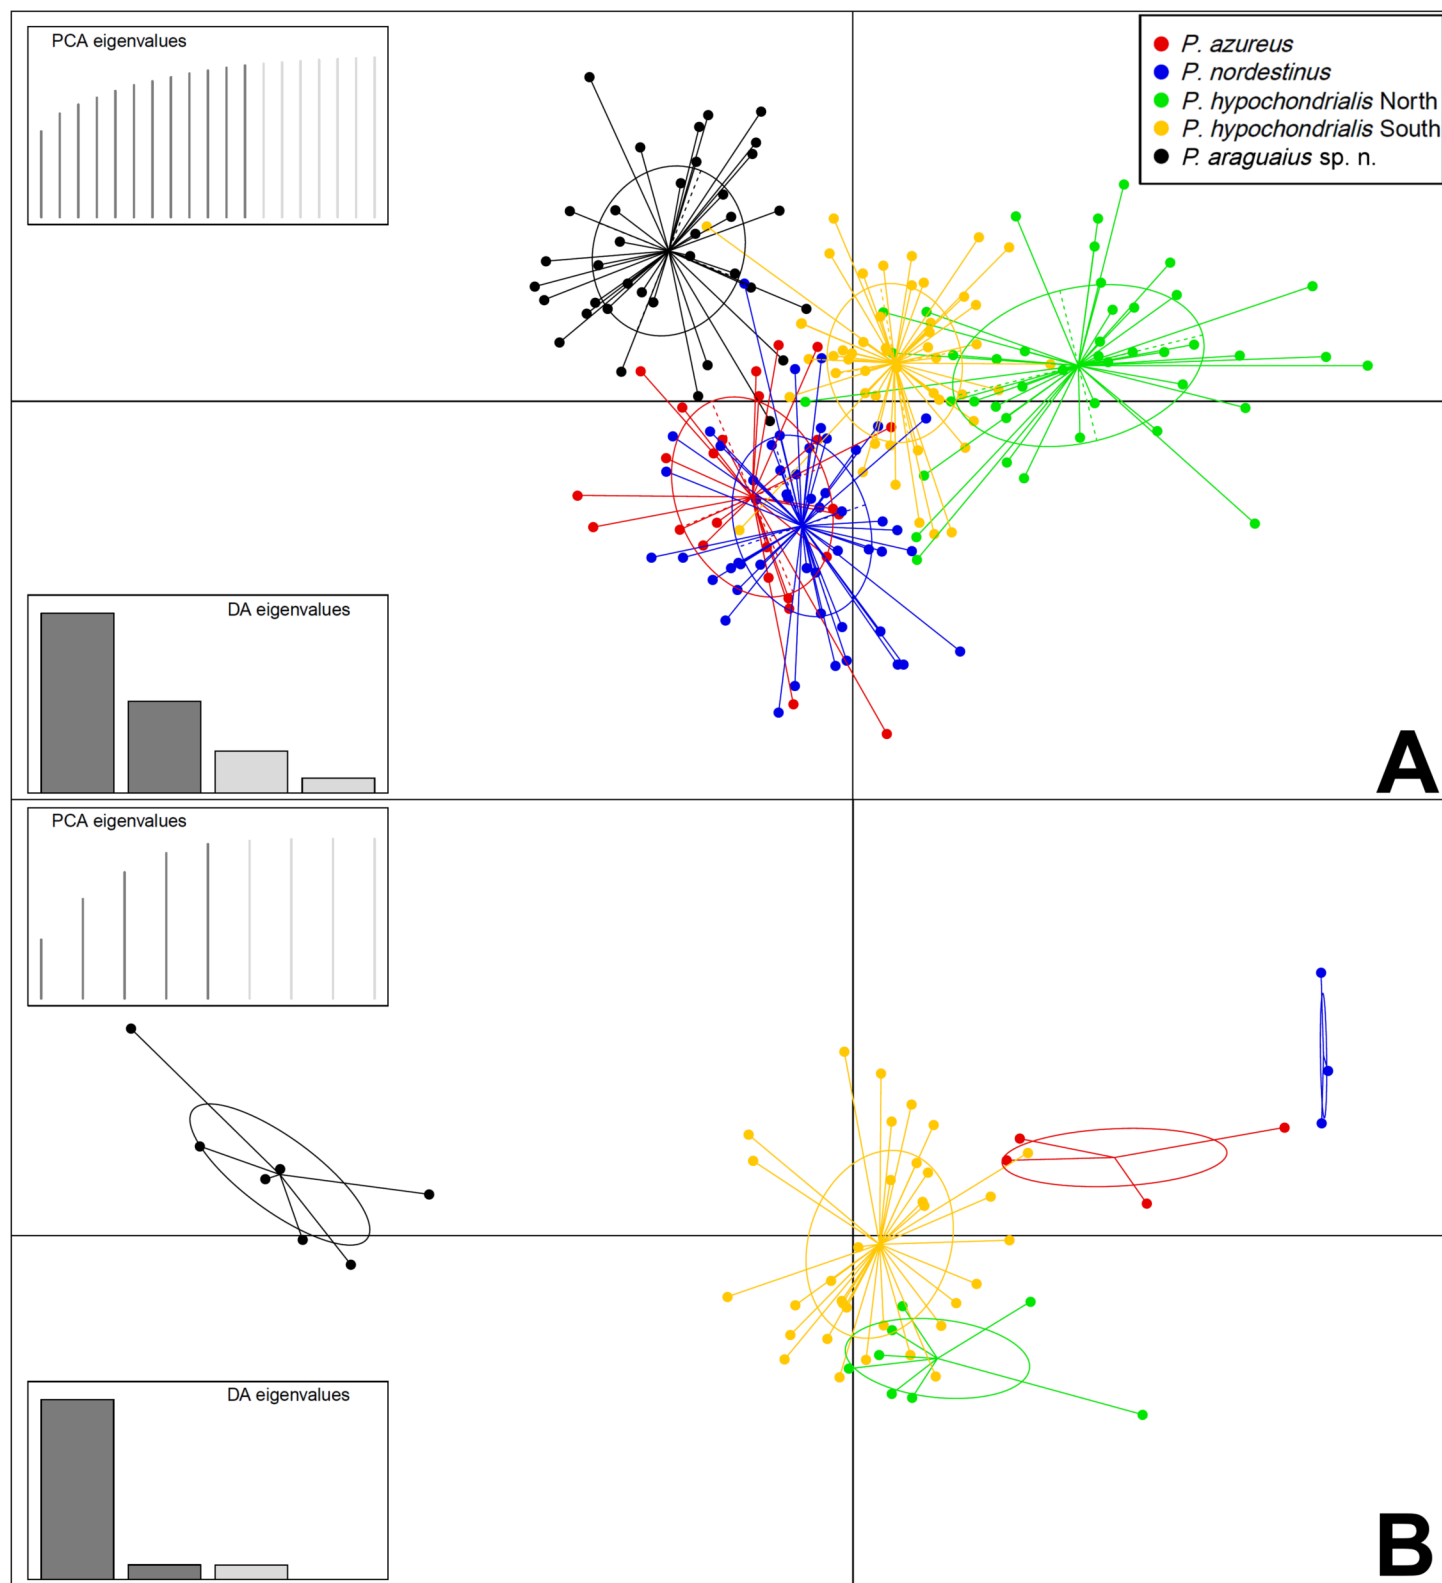 PCA eigenvalues
P. azureus
P. nordestinus
P. hypochondrialis North
P. hypochondrialis South
P. araguaius sp. n.
DA eigenvalues
A
PCA eigenvalues
DA eigenvalues
B